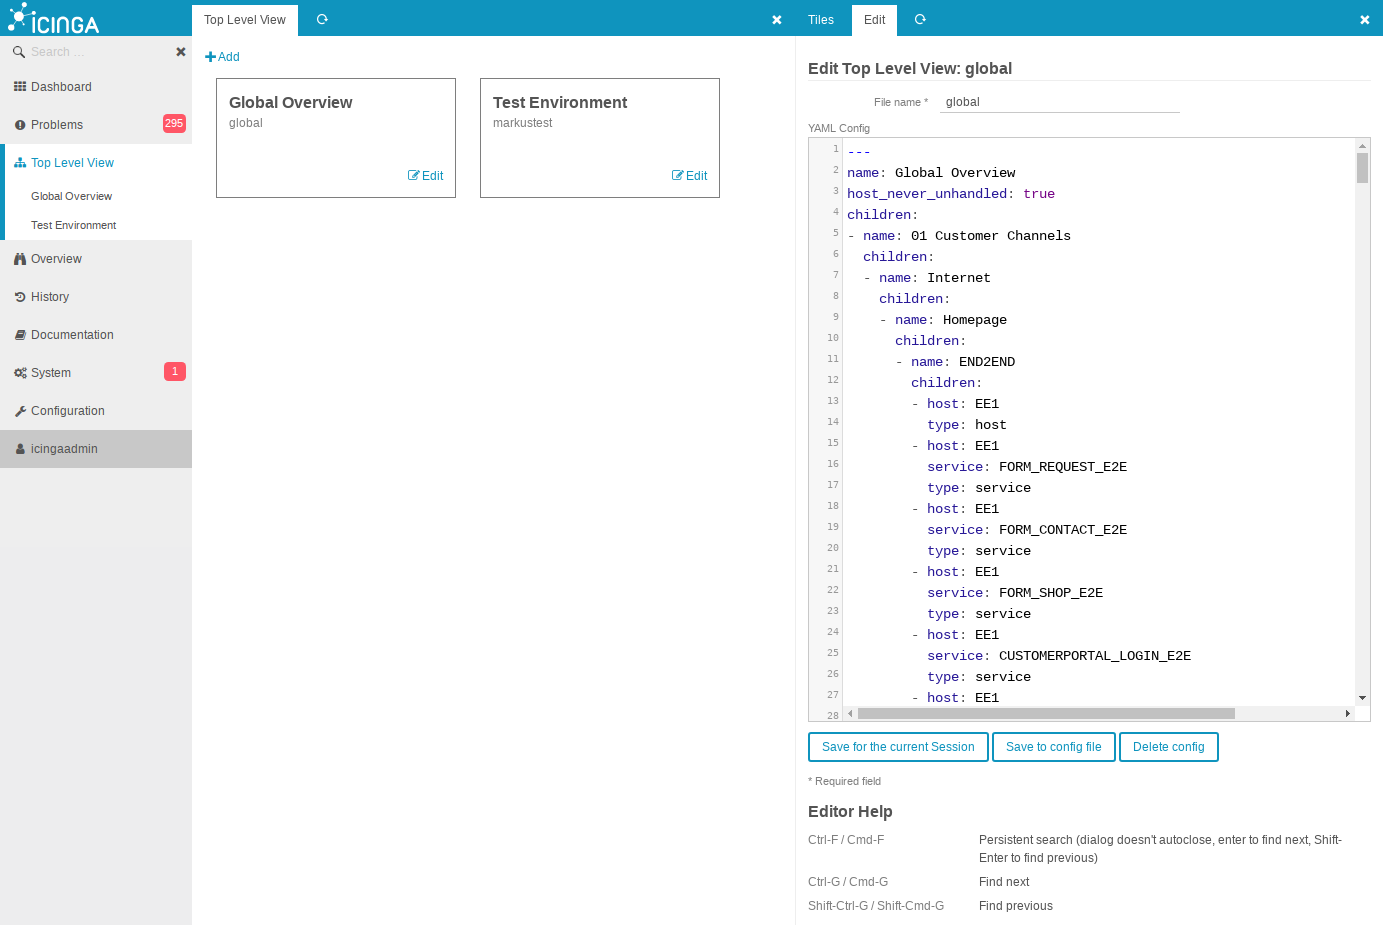 ICINGA
Search ...
Dashboard
Problems
295
Top Level View
Global Overview
Test Environment
Overview
History
Documentation
System
1
Configuration
icingaadmin
Top Level View
Add
Global Overview
global
Edit
Test Environment
markustest
Edit
Tiles
Edit
Edit Top Level View: global
File name *
global
YAML Config
1 ---
2 name: Global Overview
3 host_never_unhandled: true
4 children:
5 - name: 01 Customer Channels
6 children:
7 - name: Internet
8 children:
9 - name: Homepage
10 children:
11 - name: END2END
12 children:
13 - host: EE1
14 type: host
15 - host: EE1
16 service: FORM_REQUEST_E2E
17 type: service
18 - host: EE1
19 service: FORM_CONTACT_E2E
20 type: service
21 - host: EE1
22 service: FORM_SHOP_E2E
23 type: service
24 - host: EE1
25 service: CUSTOMERPORTAL_LOGIN_E2E
26 type: service
27 - host: EE1
28
Save for the current Session
Save to config file
Delete config
* Required field
Editor Help
Ctrl-F / Cmd-F
Persistent search (dialog doesn't autoclose, enter to find next, Shift-
Enter to find previous)
Ctrl-G / Cmd-G
Find next
Shift-Ctrl-G / Shift-Cmd-G
Find previous